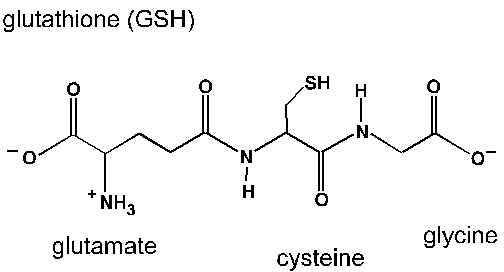 glutathione (GSH)
O
O
SH
H
O
−O
N
N
O−
+NH3
H
O
glutamate
cysteine
glycine